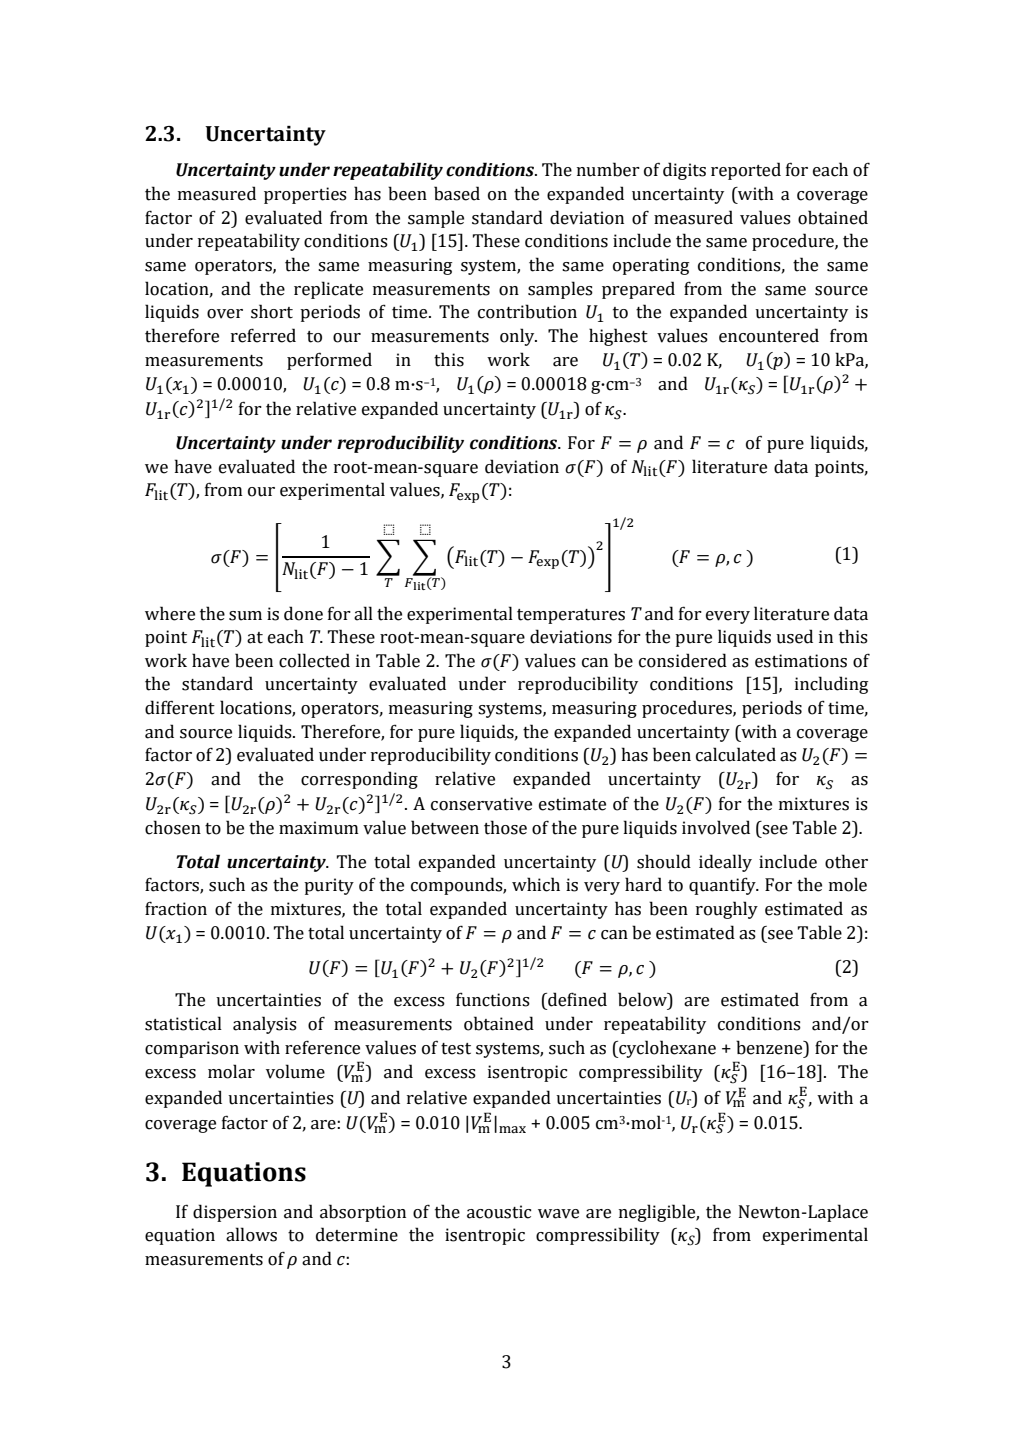 2.3. Uncertainty
Uncertainty under repeatability conditions. The number of digits reported for each of
the measured properties has been based on the expanded uncertainty (with a coverage
factor of 2) evaluated from the sample standard deviation of measured values obtained
under repeatability conditions (U₁) [15]. These conditions include the same procedure, the
same operators, the same measuring system, the same operating conditions, the same
location, and the replicate measurements on samples prepared from the same source
liquids over short periods of time. The contribution U₁ to the expanded uncertainty is
therefore referred to our measurements only. The highest values encountered from
measurements performed in this work are U₁(T) = 0.02 K, U₁(p) = 10 kPa,
U₁(x₁) = 0.00010, U₁(c) = 0.8 m·s⁻¹, U₁(ρ) = 0.00018 g·cm⁻³ and U₁r(κ_S) = [U₁r(ρ)² +
U₁r(c)²]^1/2 for the relative expanded uncertainty (U₁r) of κ_S.
Uncertainty under reproducibility conditions. For F = ρ and F = c of pure liquids,
we have evaluated the root-mean-square deviation σ(F) of N_lit(F) literature data points,
F_lit(T), from our experimental values, F_exp(T):
σ(F) = [1/(N_lit(F) − 1) ∑_T ∑_F_lit(T) (F_lit(T) − F_exp(T))²]^1/2 (F = ρ, c ) (1)
where the sum is done for all the experimental temperatures T and for every literature data
point F_lit(T) at each T. These root-mean-square deviations for the pure liquids used in this
work have been collected in Table 2. The σ(F) values can be considered as estimations of
the standard uncertainty evaluated under reproducibility conditions [15], including
different locations, operators, measuring systems, measuring procedures, periods of time,
and source liquids. Therefore, for pure liquids, the expanded uncertainty (with a coverage
factor of 2) evaluated under reproducibility conditions (U₂) has been calculated as U₂(F) =
2σ(F) and the corresponding relative expanded uncertainty (U₂r) for κ_S as
U₂r(κ_S) = [U₂r(ρ)² + U₂r(c)²]^1/2. A conservative estimate of the U₂(F) for the mixtures is
chosen to be the maximum value between those of the pure liquids involved (see Table 2).
Total uncertainty. The total expanded uncertainty (U) should ideally include other
factors, such as the purity of the compounds, which is very hard to quantify. For the mole
fraction of the mixtures, the total expanded uncertainty has been roughly estimated as
U(x₁) = 0.0010. The total uncertainty of F = ρ and F = c can be estimated as (see Table 2):
U(F) = [U₁(F)² + U₂(F)²]^1/2 (F = ρ, c ) (2)
The uncertainties of the excess functions (defined below) are estimated from a
statistical analysis of measurements obtained under repeatability conditions and/or
comparison with reference values of test systems, such as (cyclohexane + benzene) for the
excess molar volume (V_m^E) and excess isentropic compressibility (κ_S^E) [16–18]. The
expanded uncertainties (U) and relative expanded uncertainties (U_r) of V_m^E and κ_S^E, with a
coverage factor of 2, are: U(V_m^E) = 0.010 |V_m^E|_max + 0.005 cm³·mol⁻¹, U_r(κ_S^E) = 0.015.
3. Equations
If dispersion and absorption of the acoustic wave are negligible, the Newton-Laplace
equation allows to determine the isentropic compressibility (κ_S) from experimental
measurements of ρ and c:
3